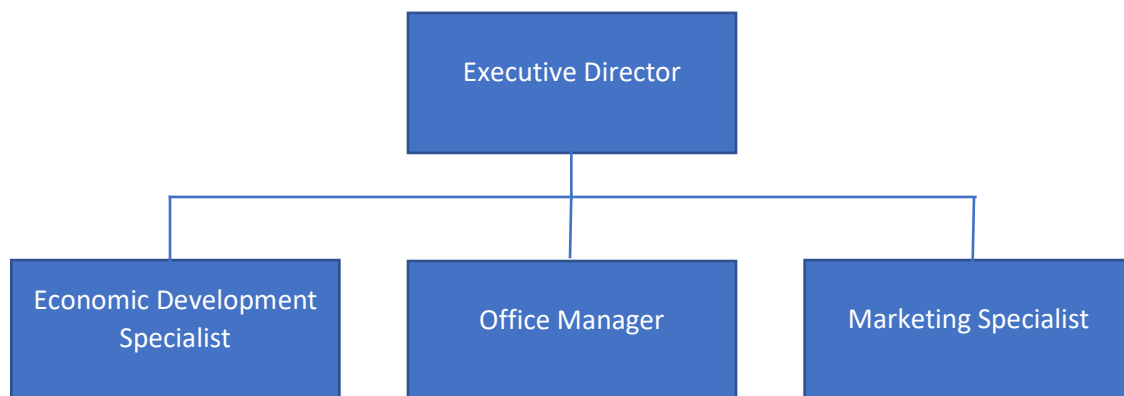 Executive Director
Economic Development
Specialist
Office Manager
Marketing Specialist